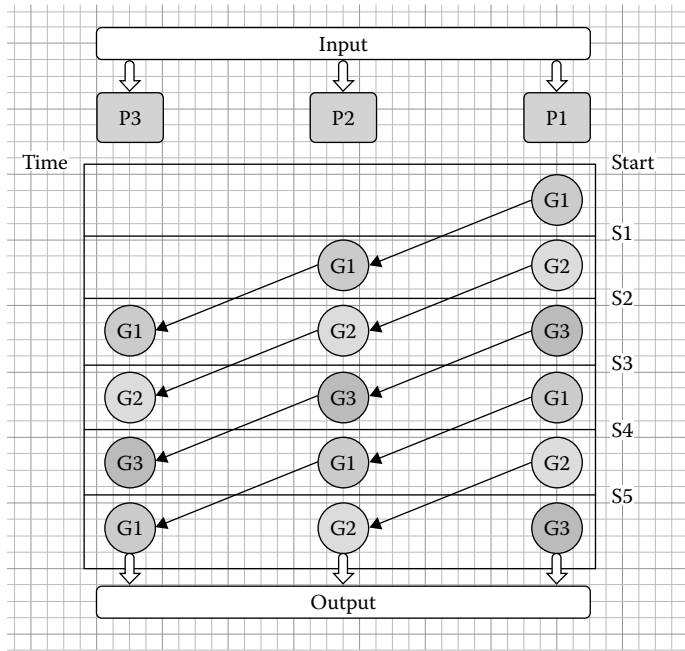 Input
P3 P2 P1
Time Start
G1
S1
G1 G2
S2
G1 G2 G3
S3
G2 G3 G1
S4
G3 G1 G2
S5
G1 G2 G3
Output